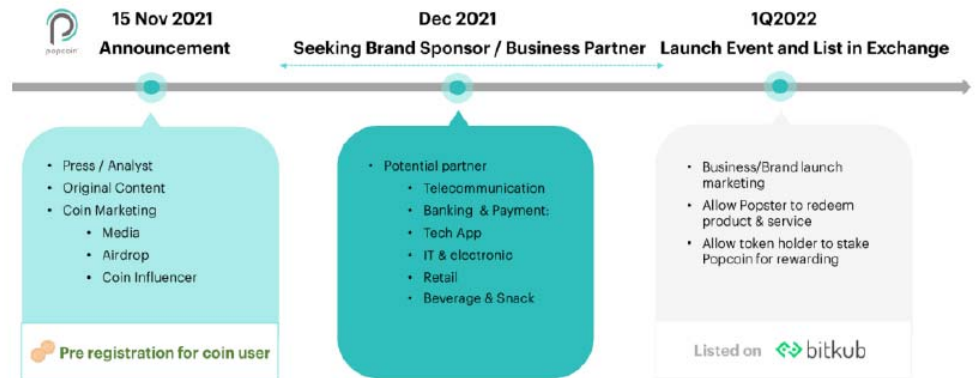 popcoin
15 Nov 2021
Announcement
Dec 2021
Seeking Brand Sponsor / Business Partner
1Q2022
Launch Event and List in Exchange
• Press / Analyst
• Original Content
• Coin Marketing
• Media
• Airdrop
• Coin Influencer
Pre registration for coin user
• Potential partner
• Telecommunication
• Banking & Payment:
• Tech App
• IT & electronic
• Retail
• Beverage & Snack
• Business/Brand launch
marketing
• Allow Popster to redeem
product & service
• Allow token holder to stake
Popcoin for rewarding
Listed on bitkub